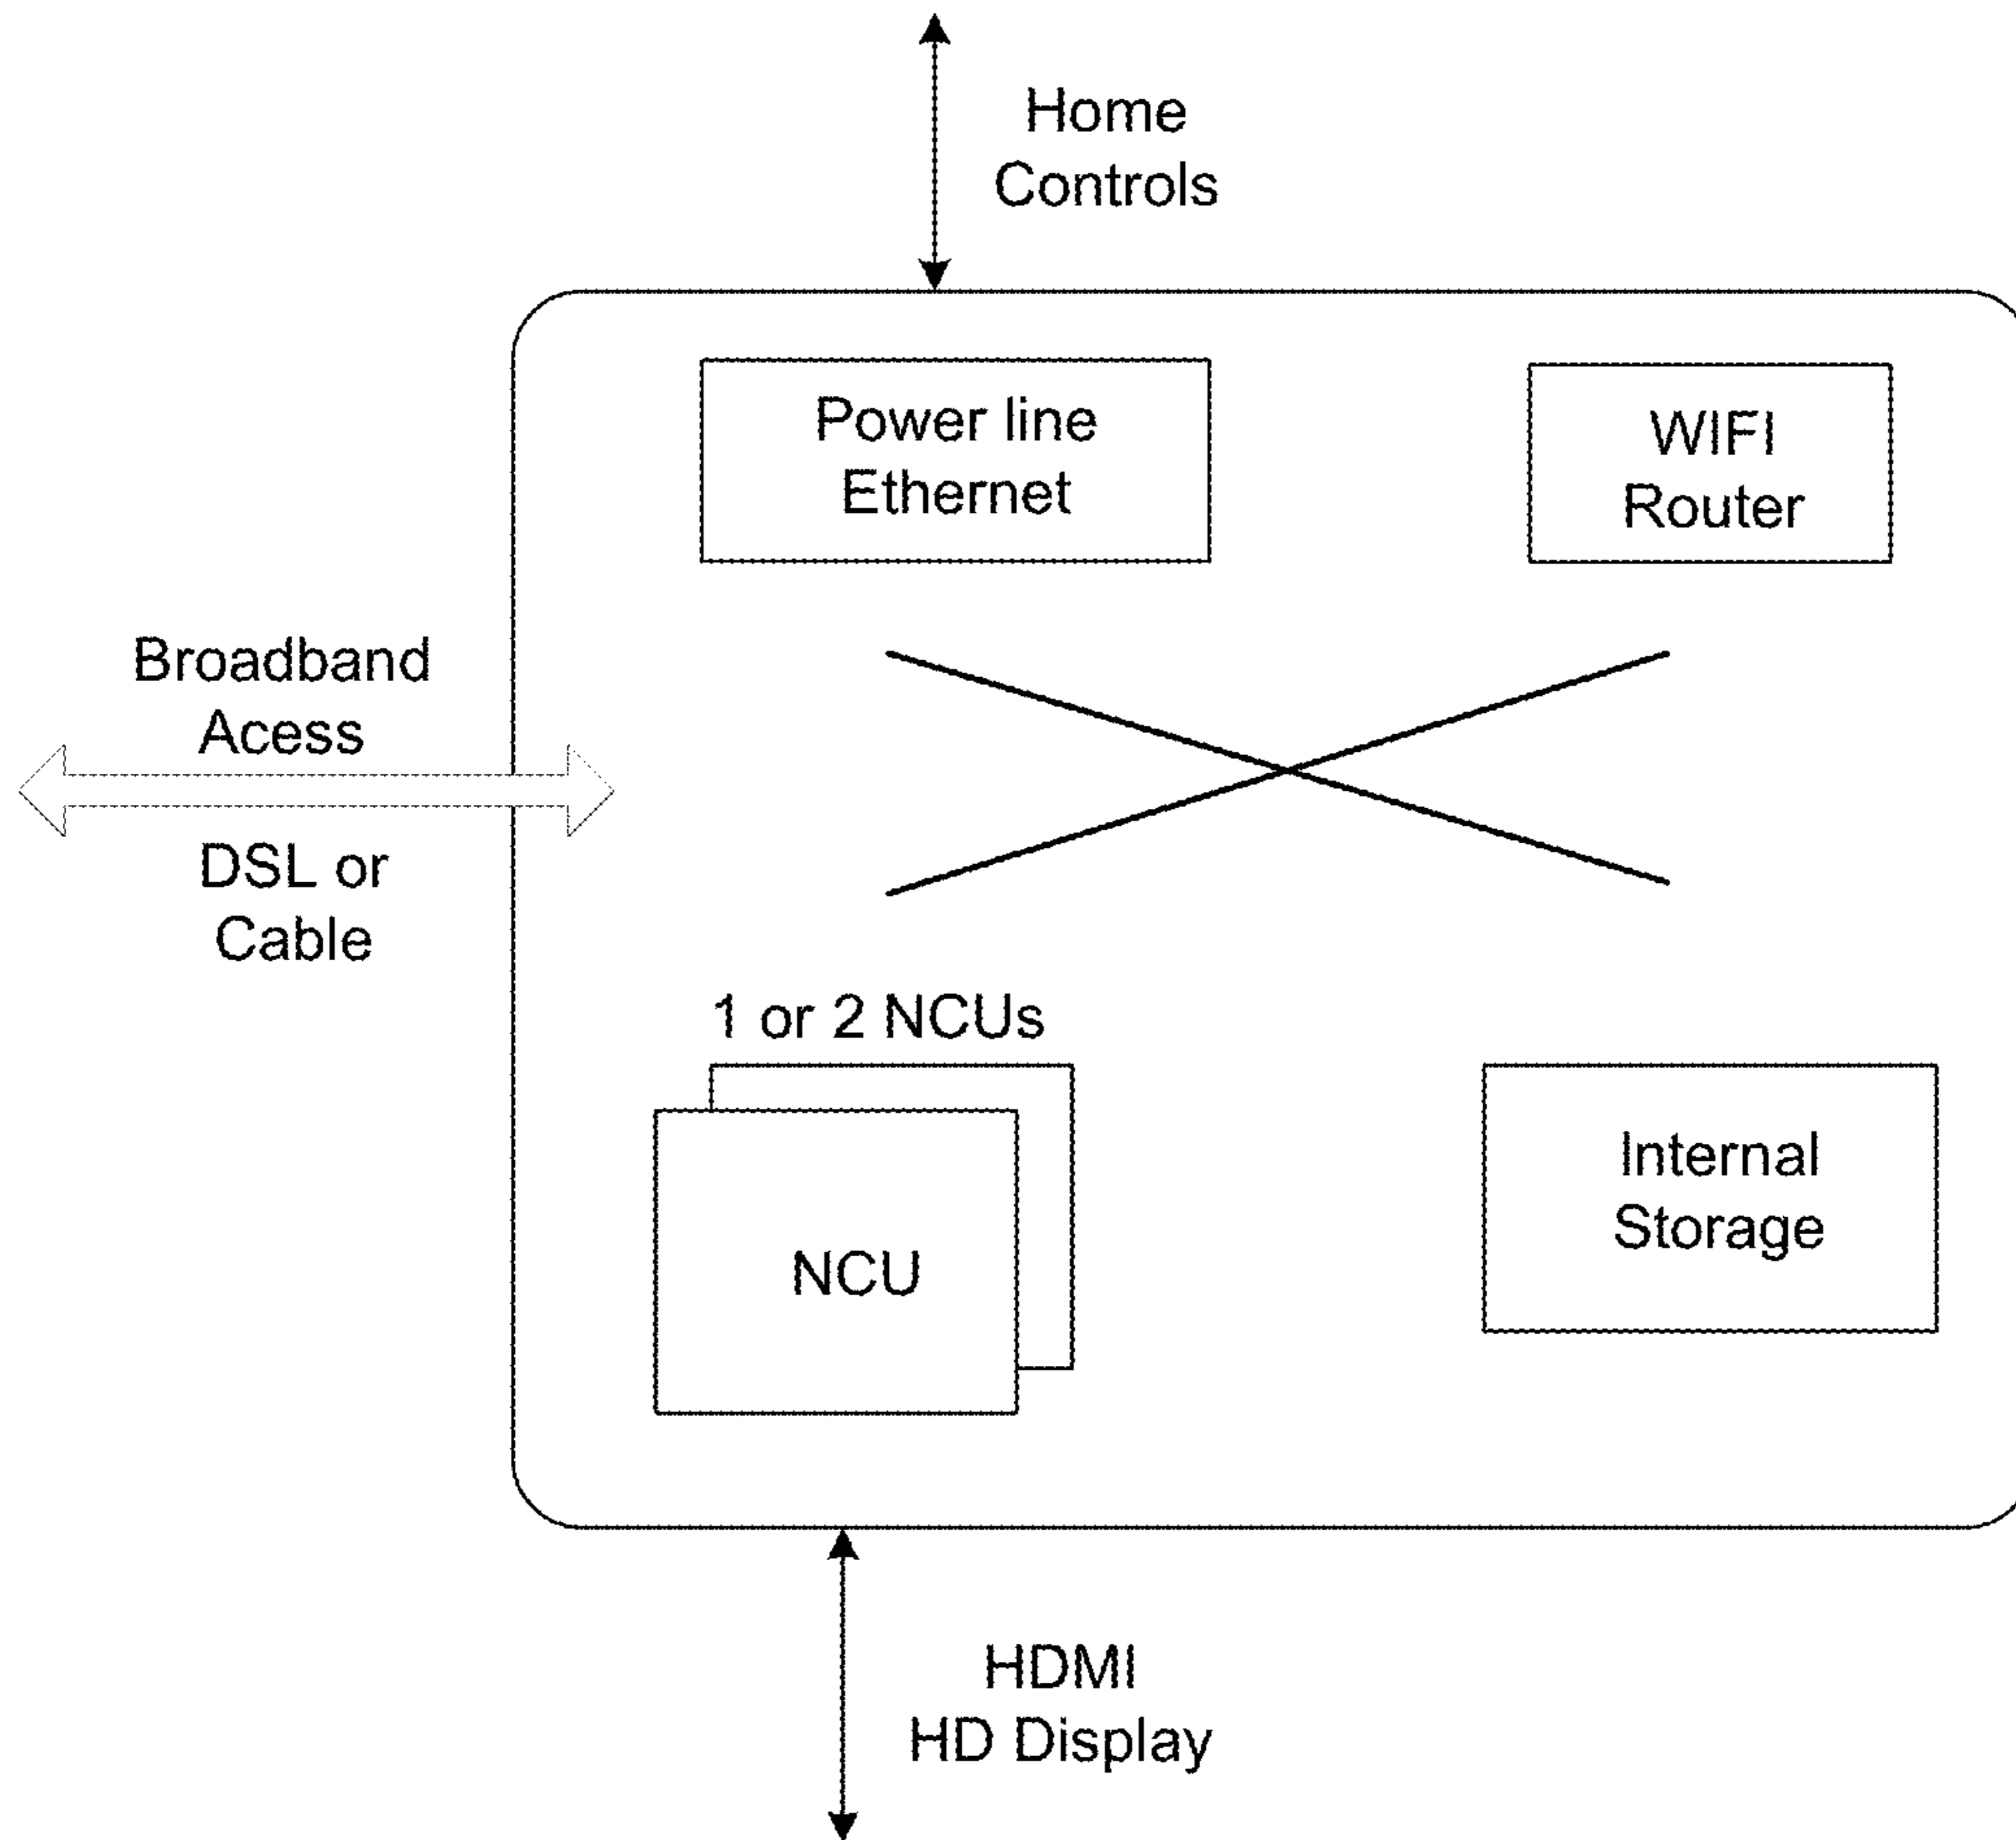 Home
Controls
Power line
Ethernet
WIFI
Router
Broadband
Acess
DSL or
Cable
1 or 2 NCUs
NCU
Internal
Storage
HDMI
HD Display